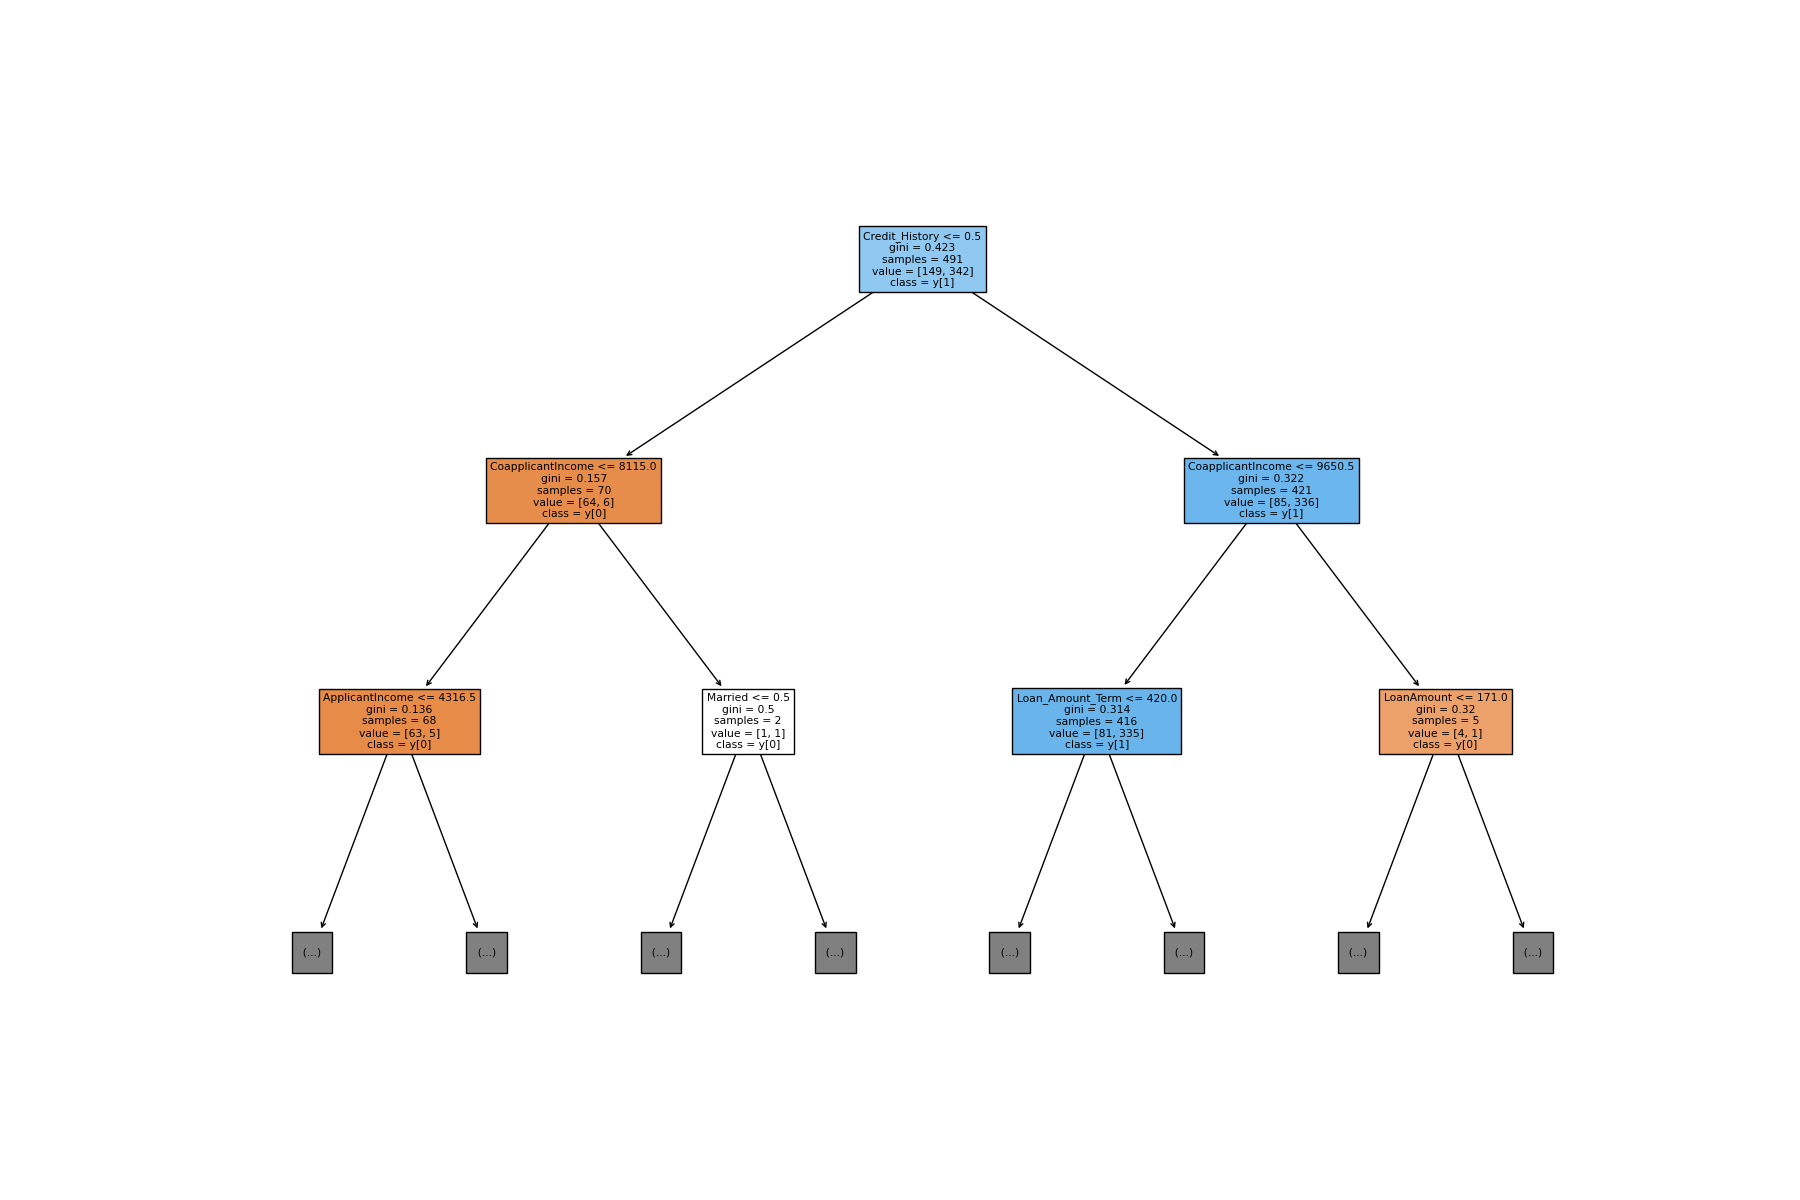 Credit_History <= 0.5
gini = 0.423
samples = 491
value = [149, 342]
class = y[1]
CoapplicantIncome <= 8115.0
gini = 0.157
samples = 70
value = [64, 6]
class = y[0]
CoapplicantIncome <= 9650.5
gini = 0.322
samples = 421
value = [85, 336]
class = y[1]
ApplicantIncome <= 4316.5
gini = 0.136
samples = 68
value = [63, 5]
class = y[0]
Married <= 0.5
gini = 0.5
samples = 2
value = [1, 1]
class = y[0]
Loan_Amount_Term <= 420.0
gini = 0.314
samples = 416
value = [81, 335]
class = y[1]
LoanAmount <= 171.0
gini = 0.32
samples = 5
value = [4, 1]
class = y[0]
(...)
(...)
(...)
(...)
(...)
(...)
(...)
(...)